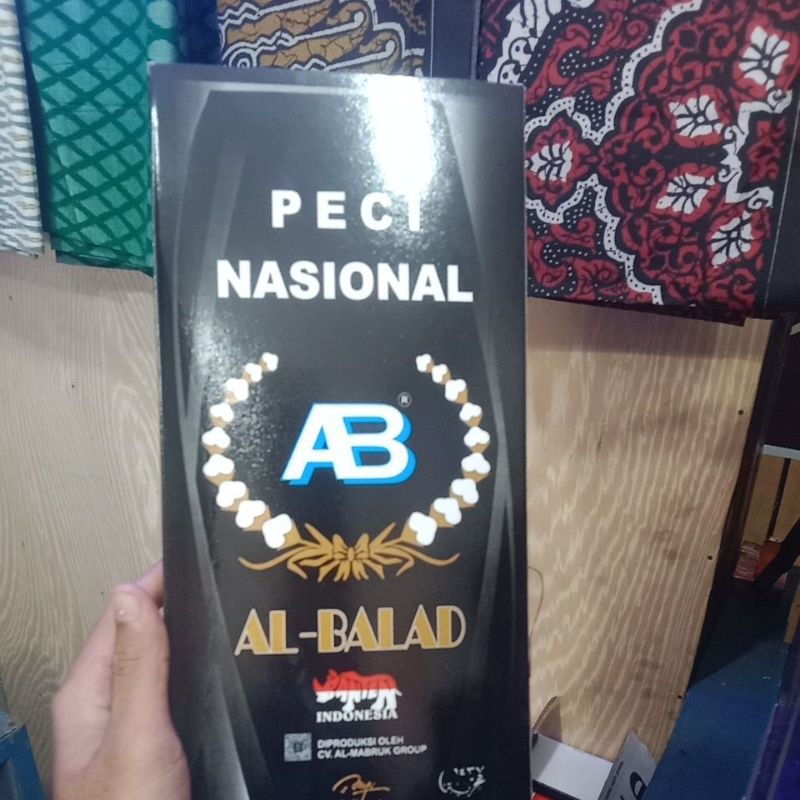 PECI
NASIONAL
AB®
AL-BALAD
INDONESIA
DIPRODUKSI OLEH
CV. AL-MABRUK GROUP